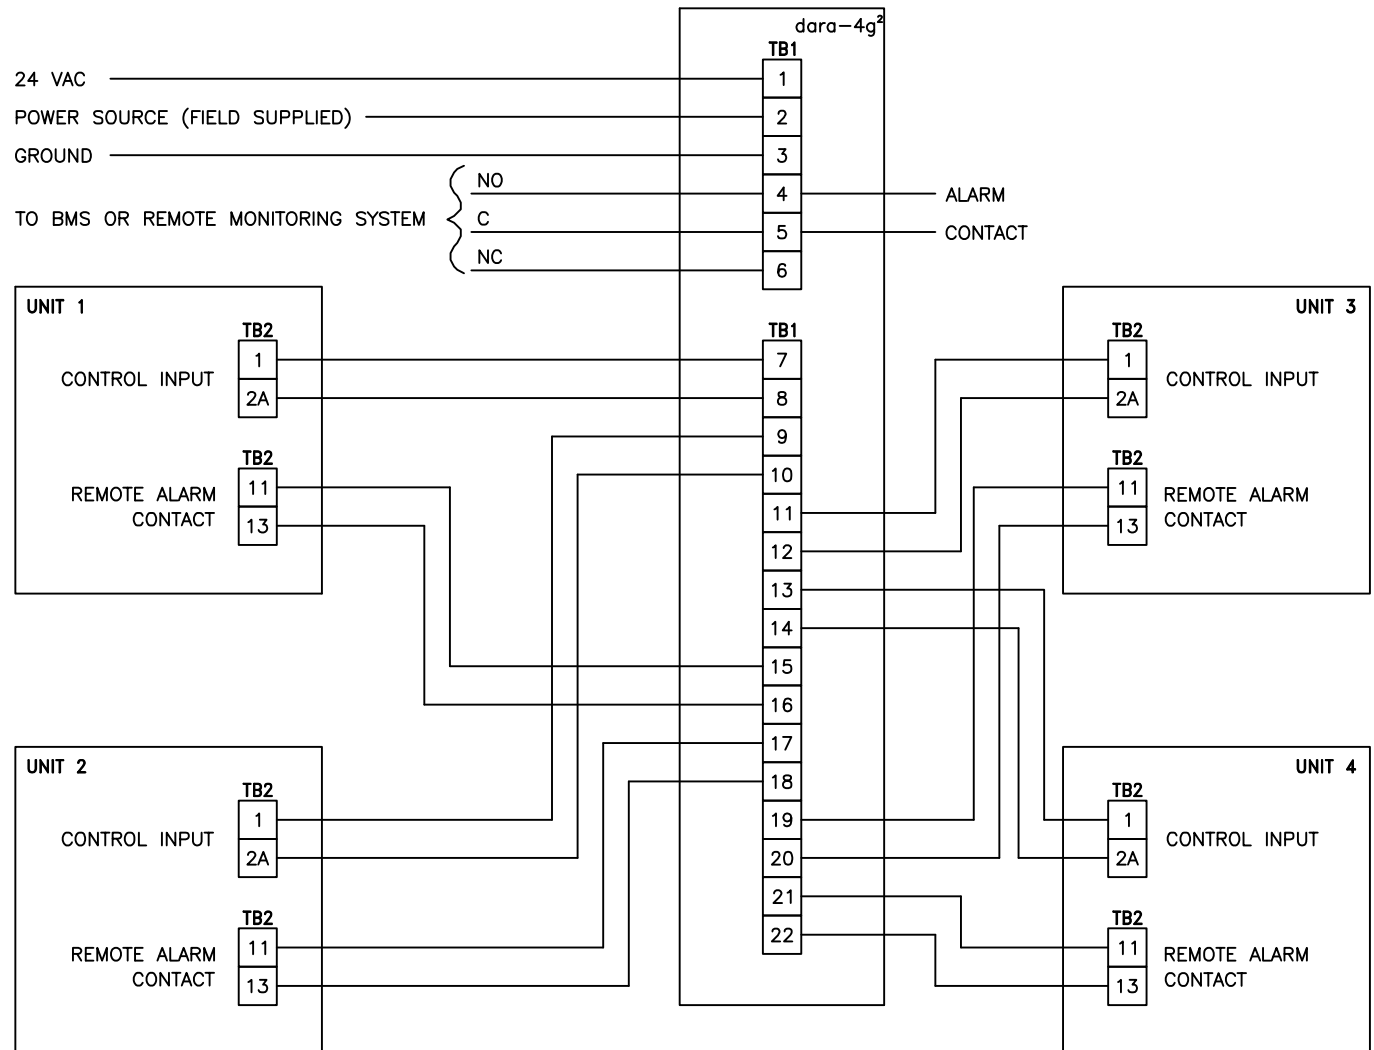 dara-4g²
TB1
24 VAC
1
POWER SOURCE (FIELD SUPPLIED)
2
GROUND
3
NO
4
ALARM
TO BMS OR REMOTE MONITORING SYSTEM
C
5
CONTACT
NC
6
UNIT 1
TB2
1
CONTROL INPUT
2A
TB2
11
REMOTE ALARM
CONTACT
13
TB1
7
8
9
10
11
12
13
14
15
16
17
18
19
20
21
22
UNIT 3
TB2
1
CONTROL INPUT
2A
TB2
11
REMOTE ALARM
CONTACT
13
UNIT 2
TB2
1
CONTROL INPUT
2A
TB2
11
REMOTE ALARM
CONTACT
13
UNIT 4
TB2
1
CONTROL INPUT
2A
TB2
11
REMOTE ALARM
CONTACT
13